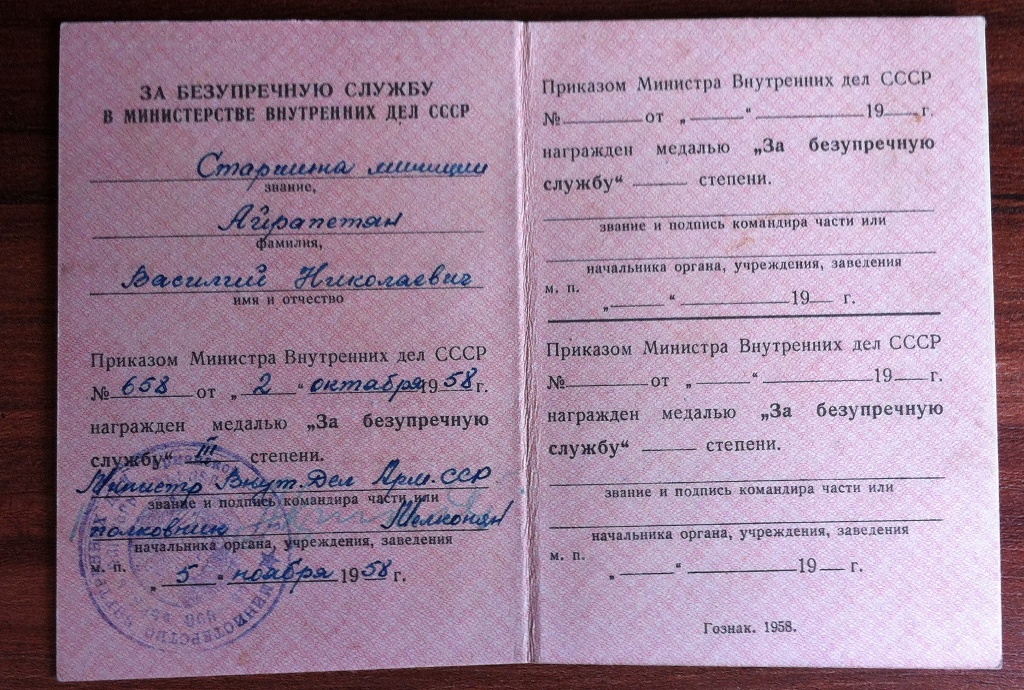 ЗА БЕЗУПРЕЧНУЮ СЛУЖБУ
В МИНИСТЕРСТВЕ ВНУТРЕННИХ ДЕЛ СССР
Старшина милиции
звание,
Айрапетян
фамилия,
Василий Николаевич
имя и отчество
Приказом Министра Внутренних дел СССР
№ 658 от „ 2 “ октября 1958 г.
награжден медалью „За безупречную
службу“ III степени.
Министр Внут. Дел Арм. ССР
звание и подпись командира части или
полковник Мелконян
начальника органа, учреждения, заведения
м. п.
„ 5 “ ноября 1958 г.
МИНИСТЕРСТВО ВНУТРЕННИХ
Приказом Министра Внутренних дел СССР
№ от „ “ 19 г.
награжден медалью „За безупречную
службу“ степени.
звание и подпись командира части или
начальника органа, учреждения, заведения
м. п.
„ “ 19 г.
Приказом Министра Внутренних дел СССР
№ от „ “ 19 г.
награжден медалью „За безупречную
службу“ степени.
звание и подпись командира части или
начальника органа, учреждения, заведения
м. п.
„ “ 19 г.
Гознак. 1958.